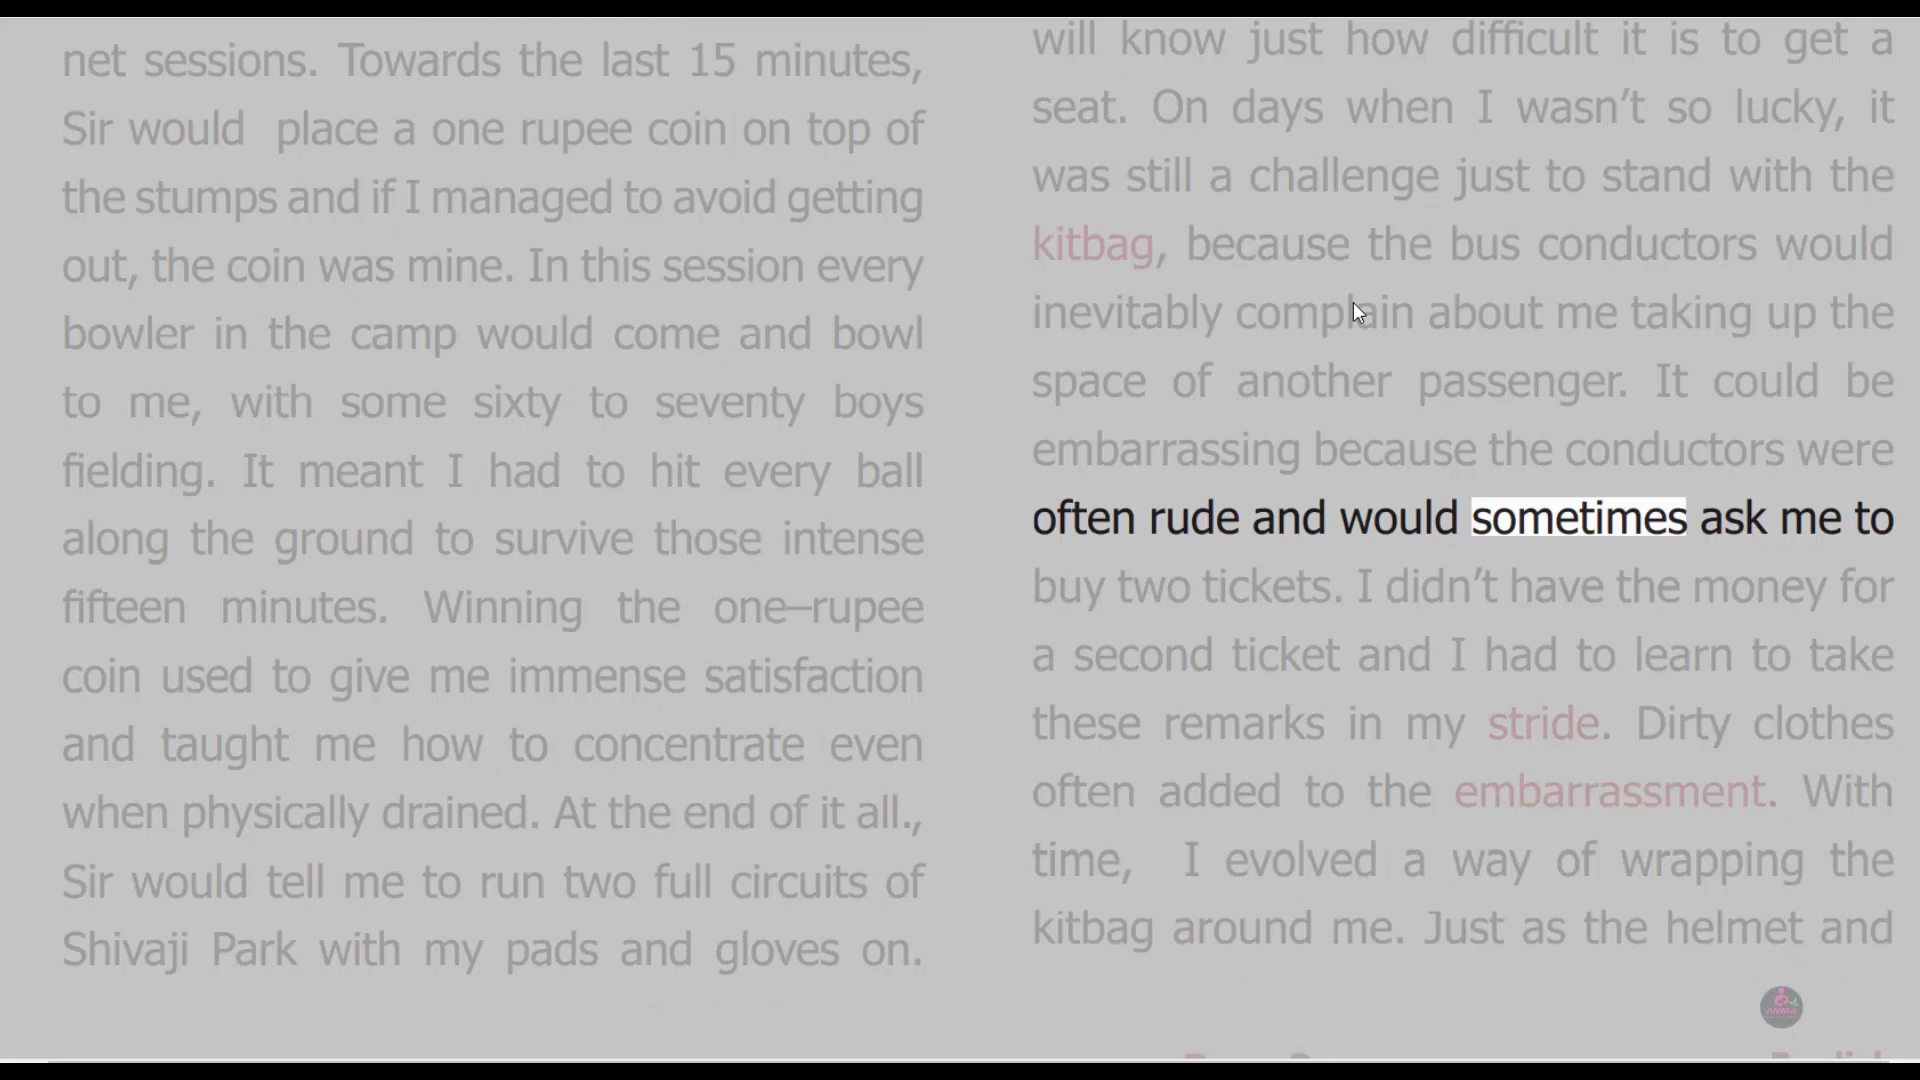 net sessions. Towards the last 15 minutes,
Sir would place a one rupee coin on top of
the stumps and if I managed to avoid getting
out, the coin was mine. In this session every
bowler in the camp would come and bowl
to me, with some sixty to seventy boys
fielding. It meant I had to hit every ball
along the ground to survive those intense
fifteen minutes. Winning the one–rupee
coin used to give me immense satisfaction
and taught me how to concentrate even
when physically drained. At the end of it all.,
Sir would tell me to run two full circuits of
Shivaji Park with my pads and gloves on.
will know just how difficult it is to get a
seat. On days when I wasn’t so lucky, it
was still a challenge just to stand with the
kitbag, because the bus conductors would
inevitably complain about me taking up the
space of another passenger. It could be
embarrassing because the conductors were
often rude and would sometimes ask me to
buy two tickets. I didn’t have the money for
a second ticket and I had to learn to take
these remarks in my stride. Dirty clothes
often added to the embarrassment. With
time, I evolved a way of wrapping the
kitbag around me. Just as the helmet and